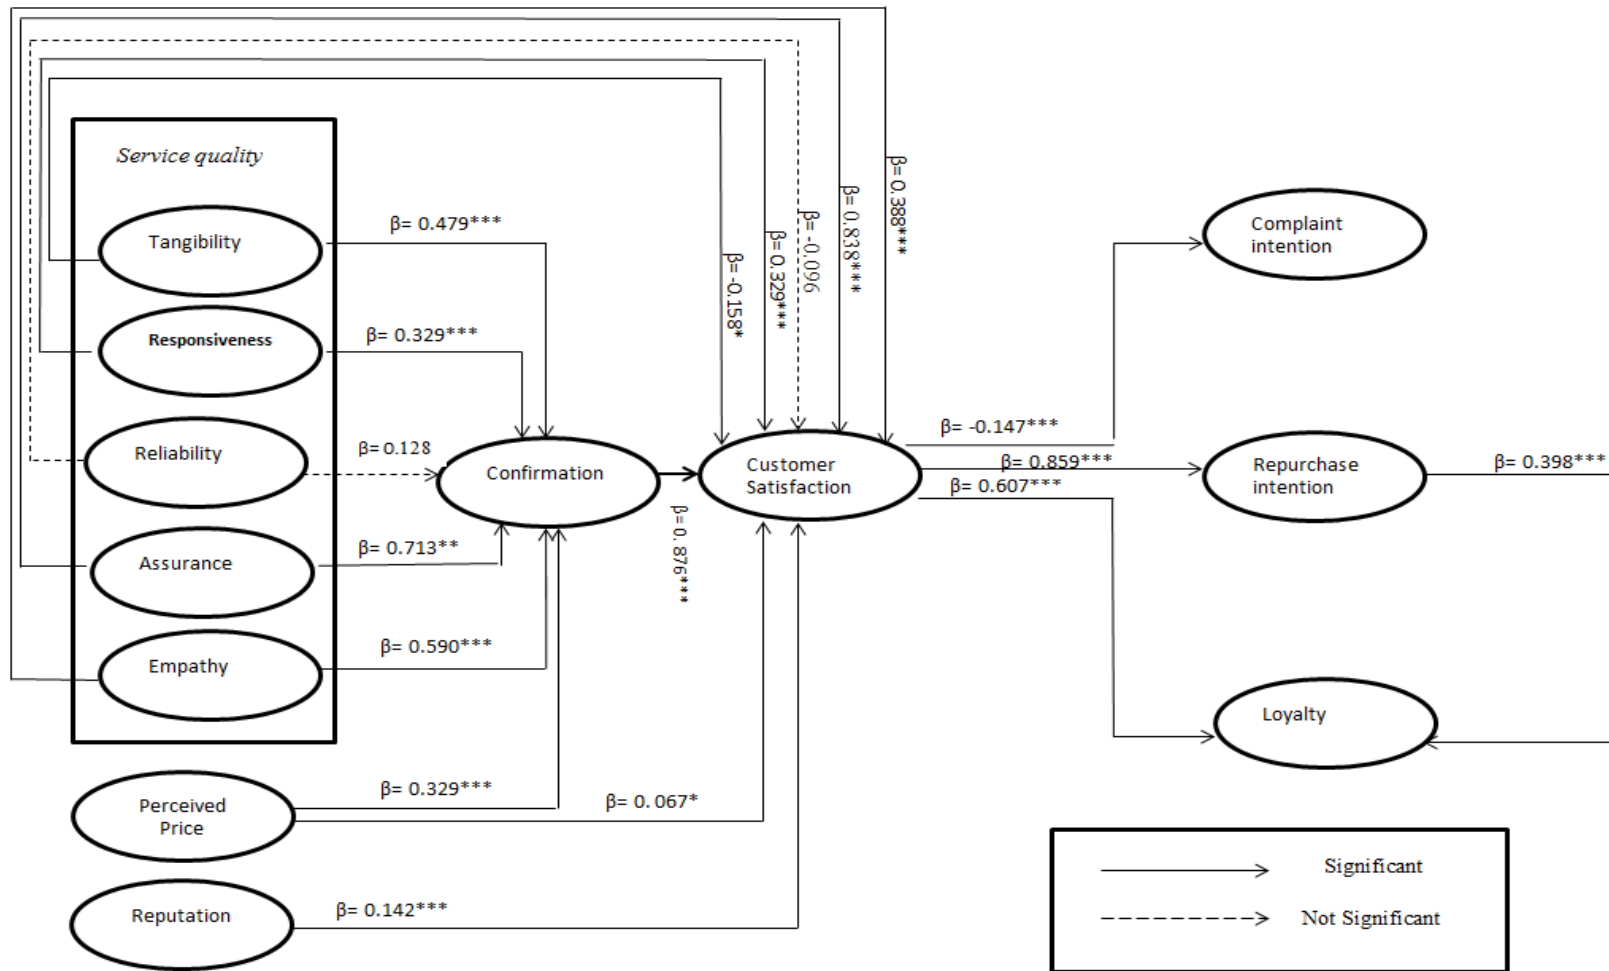 Service quality
Tangibility
β= 0.479***
Responsiveness
β= 0.329***
Reliability
β= 0.128
Assurance
β= 0.713**
Empathy
β= 0.590***
Perceived
Price
β= 0.329***
β= 0.067*
Reputation
β= 0.142***
Confirmation
β= 0. 876***
β= -0.158*
β= 0.329***
β= -0.096
β= 0.838***
β= 0.388***
Customer
Satisfaction
β= -0.147***
β= 0.859***
β= 0.607***
Complaint
intention
Repurchase
intention
β= 0.398***
Loyalty
Significant
Not Significant